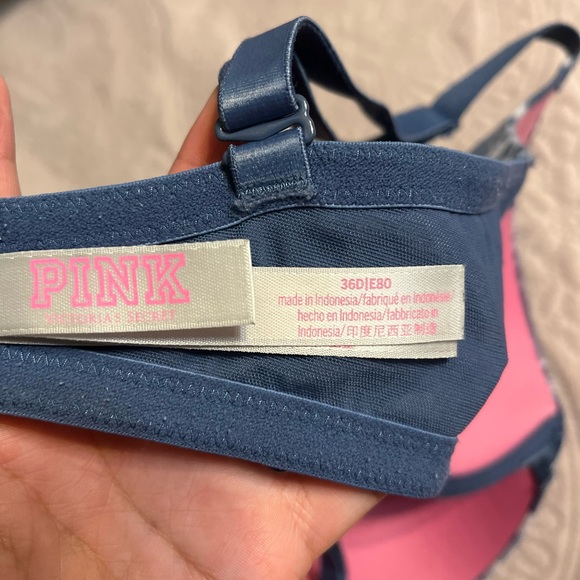 PINK
VICTORIA'S SECRET
36D|E80
made in Indonesia/fabriqué en Indonésie/
hecho en Indonesia/fabbricato in
Indonesia/印度尼西亚制造